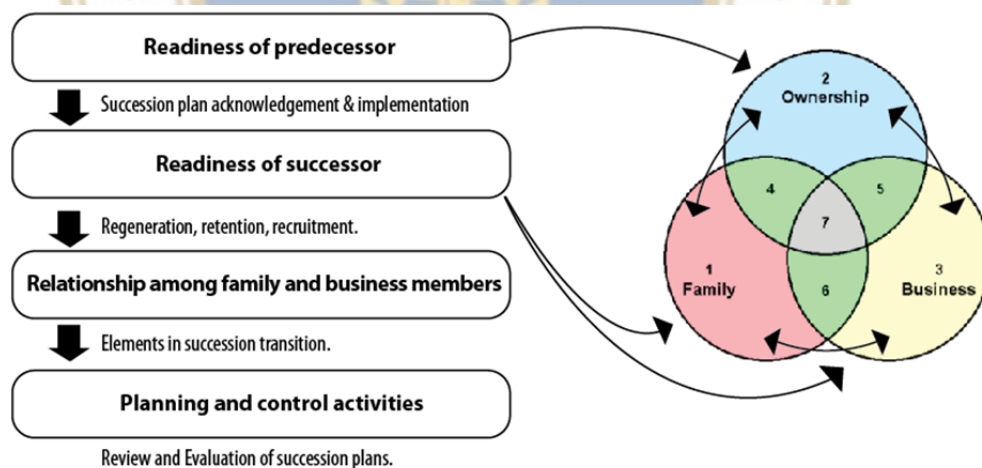 Readiness of predecessor
Succession plan acknowledgement & implementation
Readiness of successor
Regeneration, retention, recruitment.
Relationship among family and business members
Elements in succession transition.
Planning and control activities
Review and Evaluation of succession plans.
2
Ownership
4
5
7
1
Family
3
Business
6